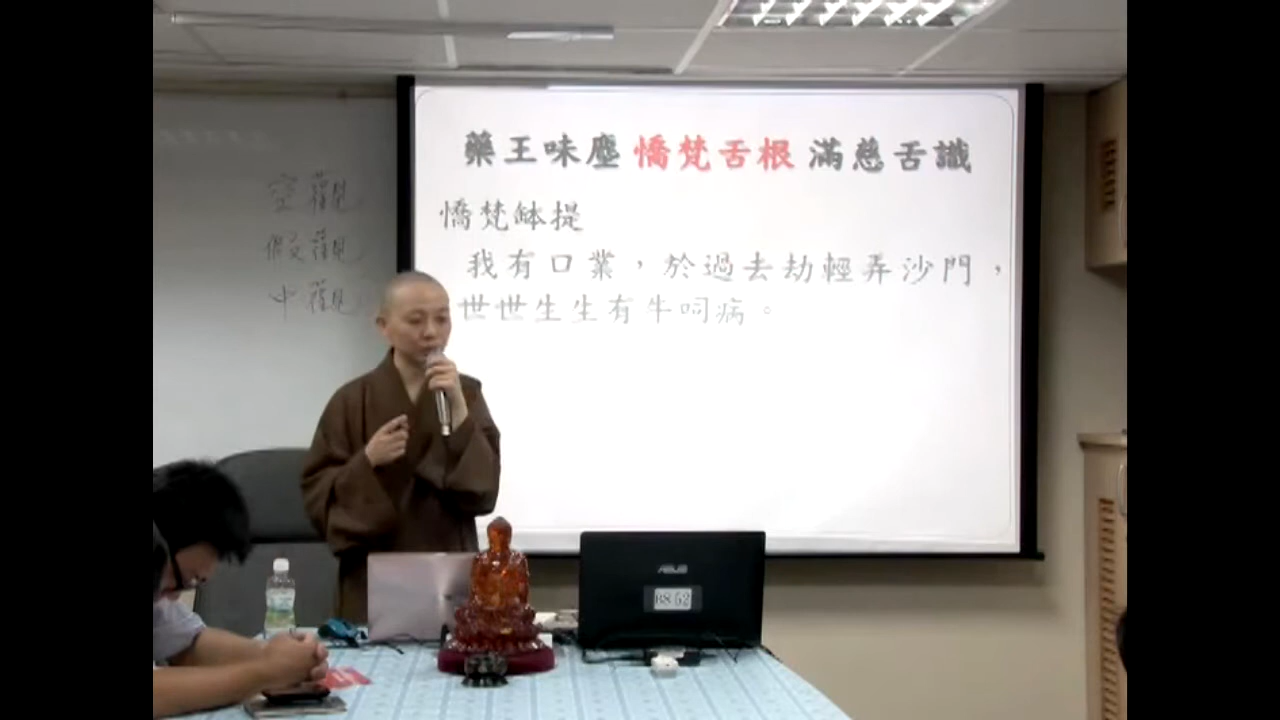 藥王味塵 憍梵舌根 滿慈舌識
憍梵缽提
我有口業，於過去劫輕弄沙門，
世世生生有牛呞病。
空觀
假觀
中觀
ASUS